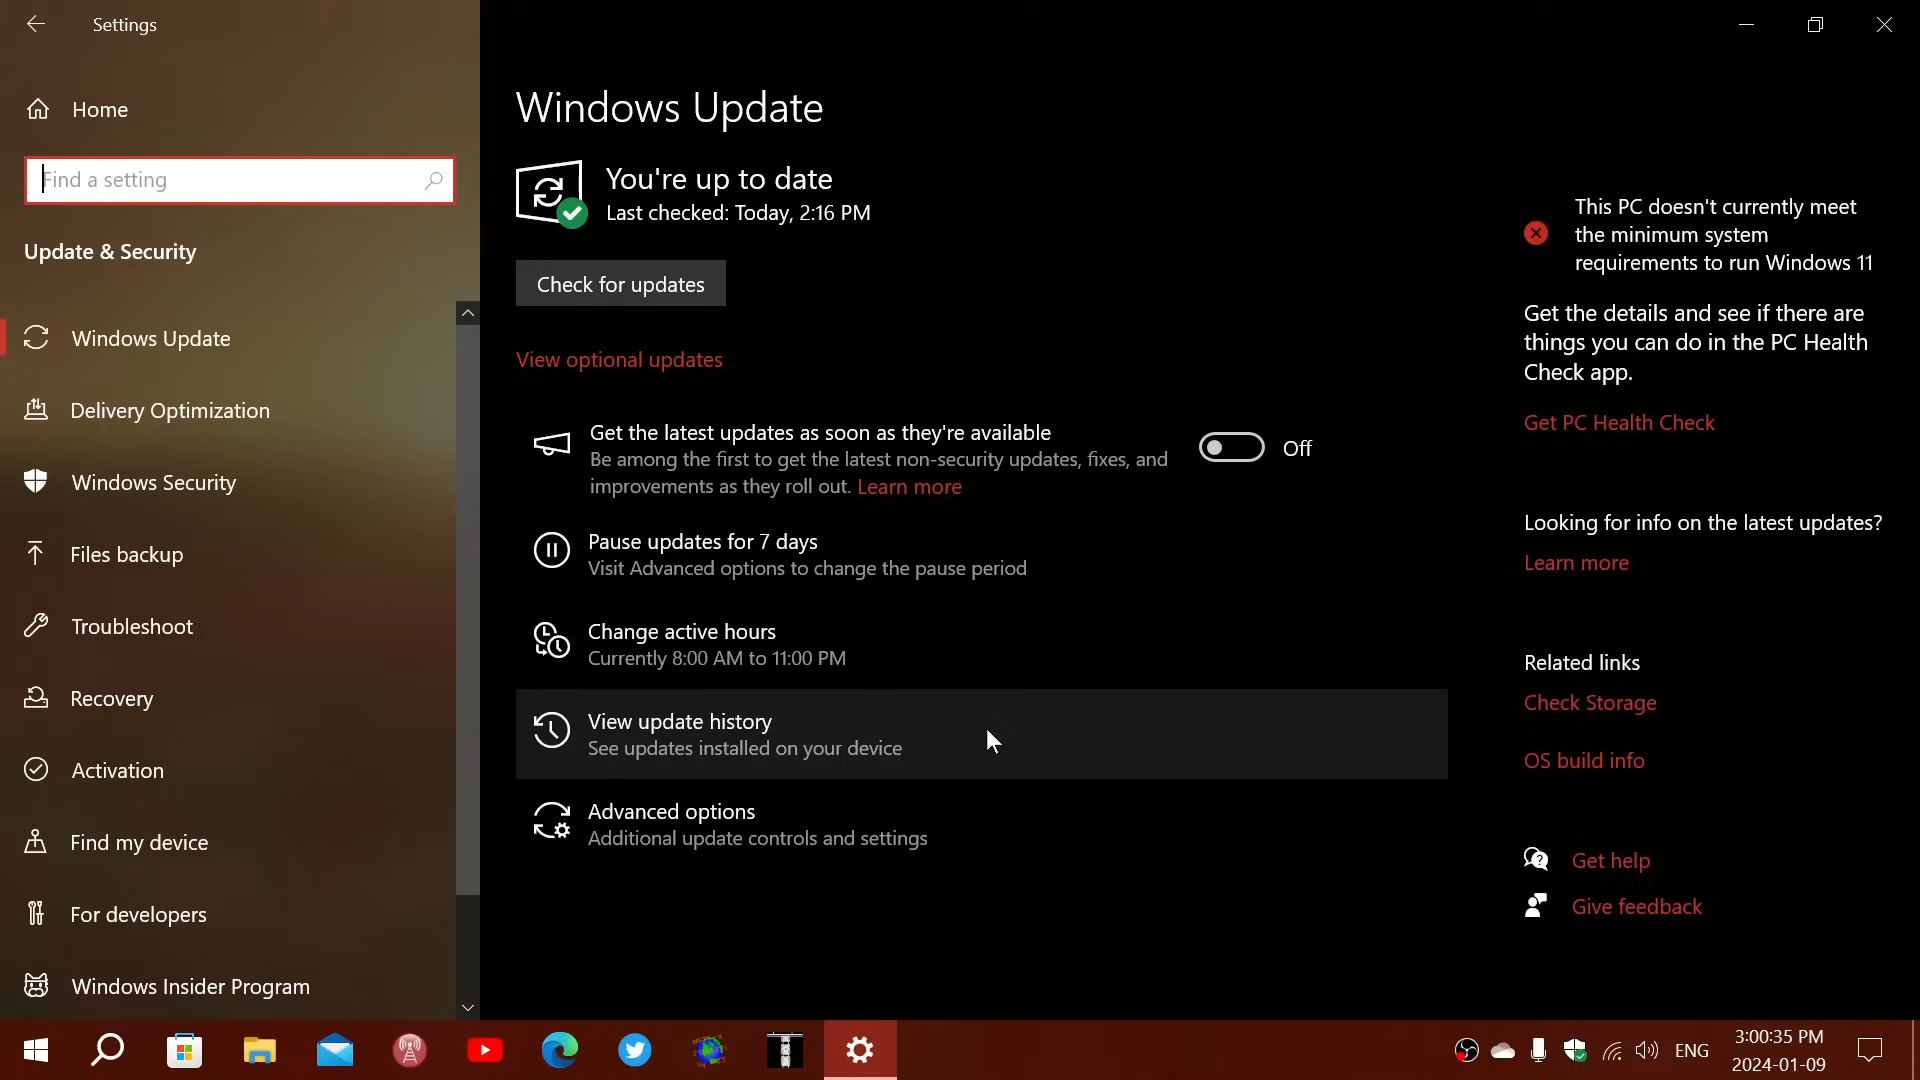 Settings
Home
Find a setting
Update & Security
Windows Update
Delivery Optimization
Windows Security
Files backup
Troubleshoot
Recovery
Activation
Find my device
For developers
Windows Insider Program
Windows Update
You're up to date
Last checked: Today, 2:16 PM
Check for updates
View optional updates
Get the latest updates as soon as they're available
Be among the first to get the latest non-security updates, fixes, and
improvements as they roll out. Learn more
Off
Pause updates for 7 days
Visit Advanced options to change the pause period
Change active hours
Currently 8:00 AM to 11:00 PM
View update history
See updates installed on your device
Advanced options
Additional update controls and settings
This PC doesn't currently meet
the minimum system
requirements to run Windows 11
Get the details and see if there are
things you can do in the PC Health
Check app.
Get PC Health Check
Looking for info on the latest updates?
Learn more
Related links
Check Storage
OS build info
Get help
Give feedback
ENG
3:00:35 PM
2024-01-09